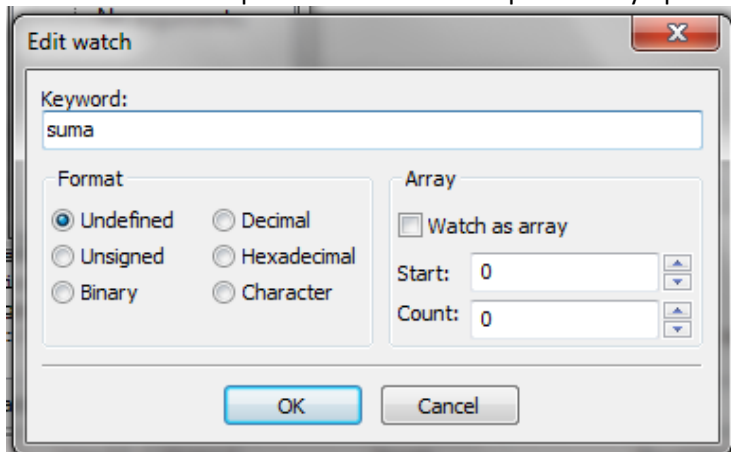 Edit watch
Keyword:
suma
Format
Undefined
Decimal
Unsigned
Hexadecimal
Binary
Character
Array
Watch as array
Start: 0
Count: 0
OK
Cancel